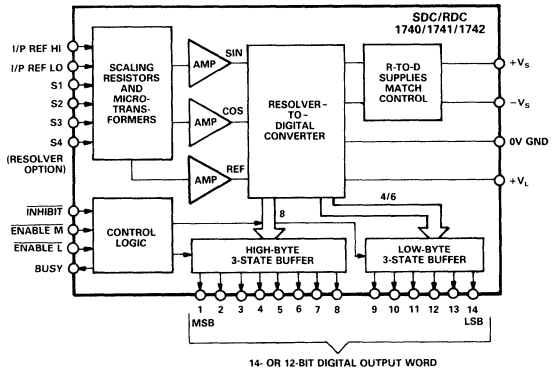 SDC/RDC
1740/1741/1742
I/P REF HI
I/P REF LO
S1
S2
S3
S4
(RESOLVER
OPTION)
SCALING
RESISTORS
AND
MICRO-
TRANS-
FORMERS
AMP
SIN
AMP
COS
AMP
REF
RESOLVER-
TO-
DIGITAL
CONVERTER
R-TO-D
SUPPLIES
MATCH
CONTROL
+VS
-VS
0V GND
+VL
INHIBIT
ENABLE M
ENABLE L
BUSY
CONTROL
LOGIC
8
4/6
HIGH-BYTE
3-STATE BUFFER
LOW-BYTE
3-STATE BUFFER
1 2 3 4 5 6 7 8 9 10 11 12 13 14
MSB LSB
14- OR 12-BIT DIGITAL OUTPUT WORD